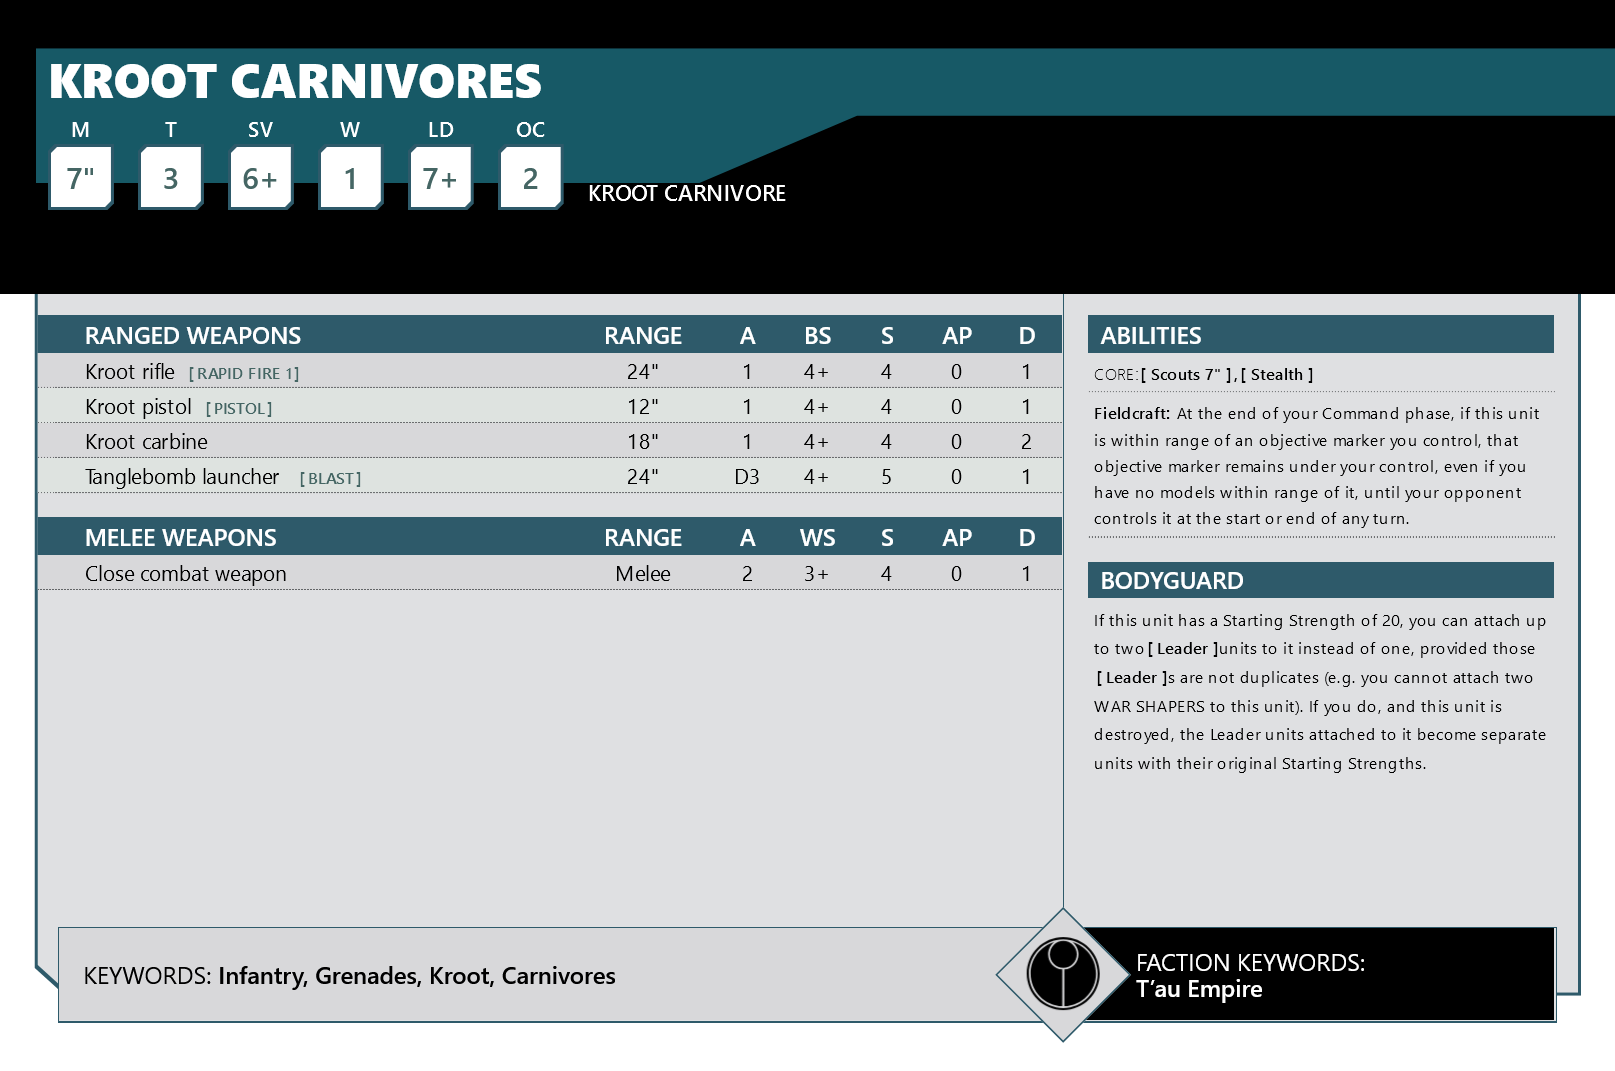 KROOT CARNIVORES
M T SV W LD OC
7" 3 6+ 1 7+ 2
KROOT CARNIVORE
RANGED WEAPONS RANGE A BS S AP D
Kroot rifle [RAPID FIRE 1] 24" 1 4+ 4 0 1
Kroot pistol [PISTOL] 12" 1 4+ 4 0 1
Kroot carbine 18" 1 4+ 4 0 2
Tanglebomb launcher [BLAST] 24" D3 4+ 5 0 1
MELEE WEAPONS RANGE A WS S AP D
Close combat weapon Melee 2 3+ 4 0 1
ABILITIES
CORE:[ Scouts 7" ],[ Stealth ]
Fieldcraft: At the end of your Command phase, if this unit
is within range of an objective marker you control, that
objective marker remains under your control, even if you
have no models within range of it, until your opponent
controls it at the start or end of any turn.
BODYGUARD
If this unit has a Starting Strength of 20, you can attach up
to two [ Leader ]units to it instead of one, provided those
[ Leader ]s are not duplicates (e.g. you cannot attach two
WAR SHAPERS to this unit). If you do, and this unit is
destroyed, the Leader units attached to it become separate
units with their original Starting Strengths.
KEYWORDS: Infantry, Grenades, Kroot, Carnivores
FACTION KEYWORDS:
T'au Empire